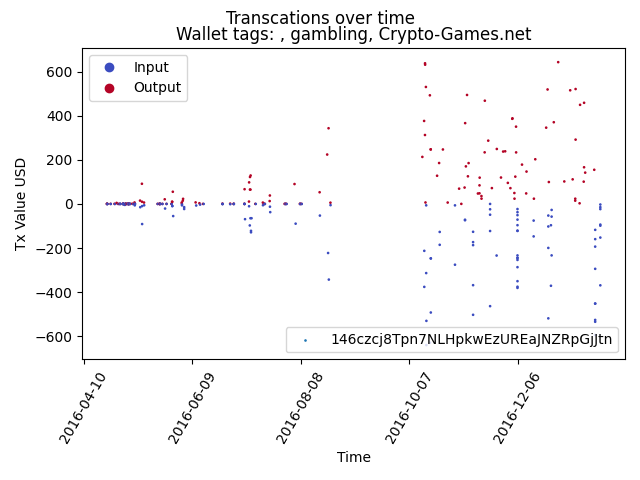 Transcations over time
Wallet tags: , gambling, Crypto-Games.net
Input
Output
Tx Value USD
600
400
200
0
−200
−400
−600
146czcj8Tpn7NLHpkwEzUREaJNZRpGjJtn
2016-04-10
2016-06-09
2016-08-08
2016-10-07
2016-12-06
Time